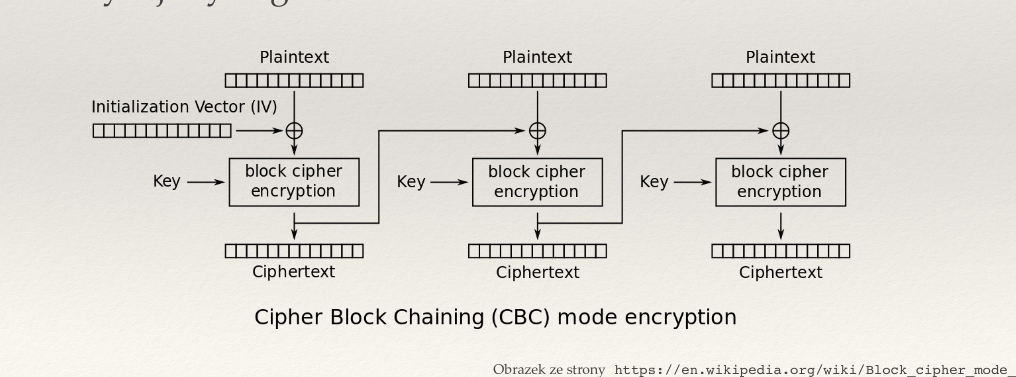 Plaintext
Plaintext
Plaintext
Initialization Vector (IV)
Key
block cipher
encryption
Key
block cipher
encryption
Key
block cipher
encryption
Ciphertext
Ciphertext
Ciphertext
Cipher Block Chaining (CBC) mode encryption
Obrazek ze strony https://en.wikipedia.org/wiki/Block_cipher_mode_